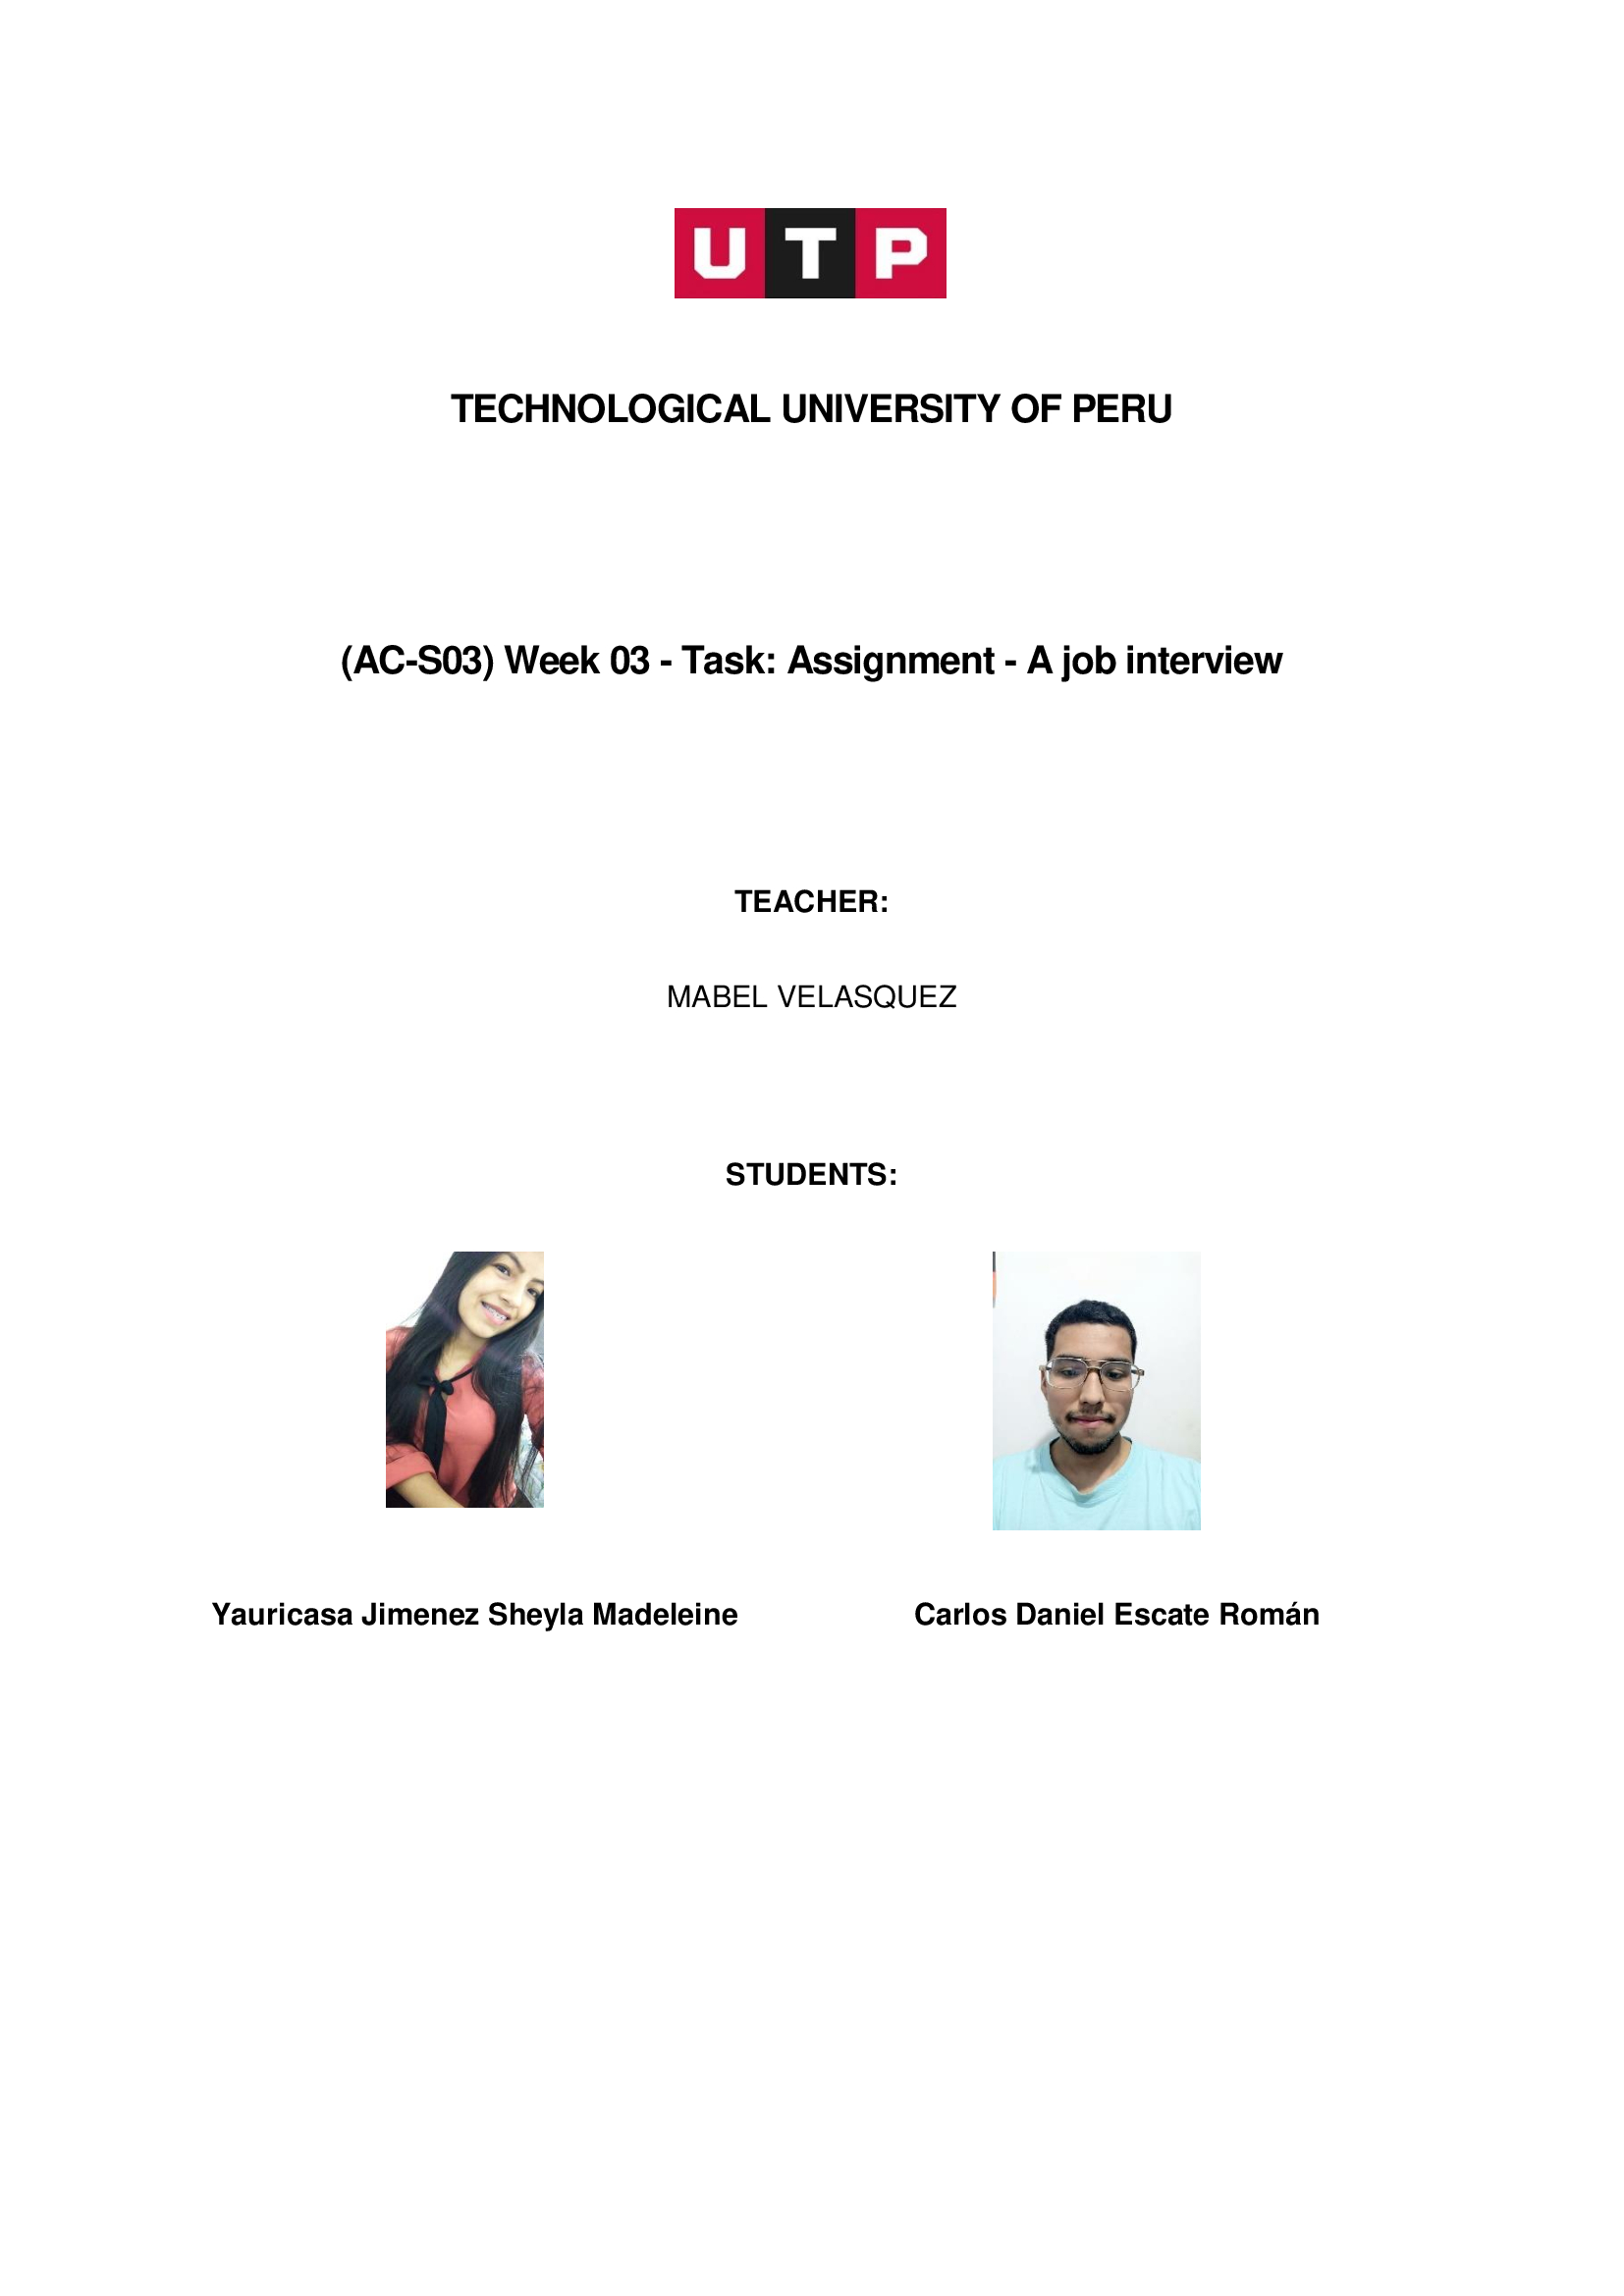 UTP
TECHNOLOGICAL UNIVERSITY OF PERU
(AC-S03) Week 03 - Task: Assignment - A job interview
TEACHER:
MABEL VELASQUEZ
STUDENTS:
Yauricasa Jimenez Sheyla Madeleine
Carlos Daniel Escate Román